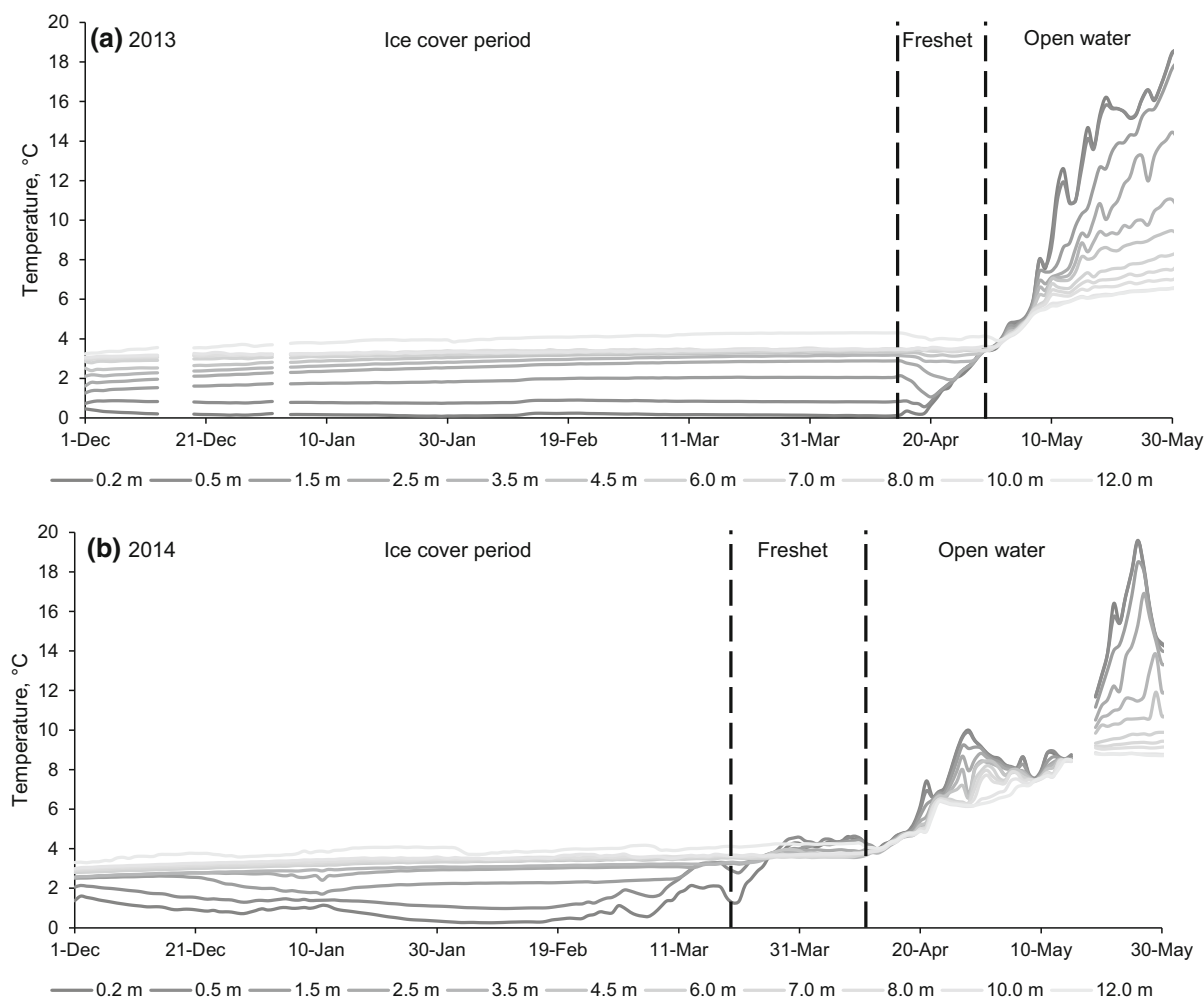 (a) 2013 Ice cover period Freshet Open water
20
18
16
14
12
10
8
6
4
2
0
Temperature, °C
1-Dec 21-Dec 10-Jan 30-Jan 19-Feb 11-Mar 31-Mar 20-Apr 10-May 30-May
0.2 m 0.5 m 1.5 m 2.5 m 3.5 m 4.5 m 6.0 m 7.0 m 8.0 m 10.0 m 12.0 m
(b) 2014 Ice cover period Freshet Open water
20
18
16
14
12
10
8
6
4
2
0
Temperature, °C
1-Dec 21-Dec 10-Jan 30-Jan 19-Feb 11-Mar 31-Mar 20-Apr 10-May 30-May
0.2 m 0.5 m 1.5 m 2.5 m 3.5 m 4.5 m 6.0 m 7.0 m 8.0 m 10.0 m 12.0 m